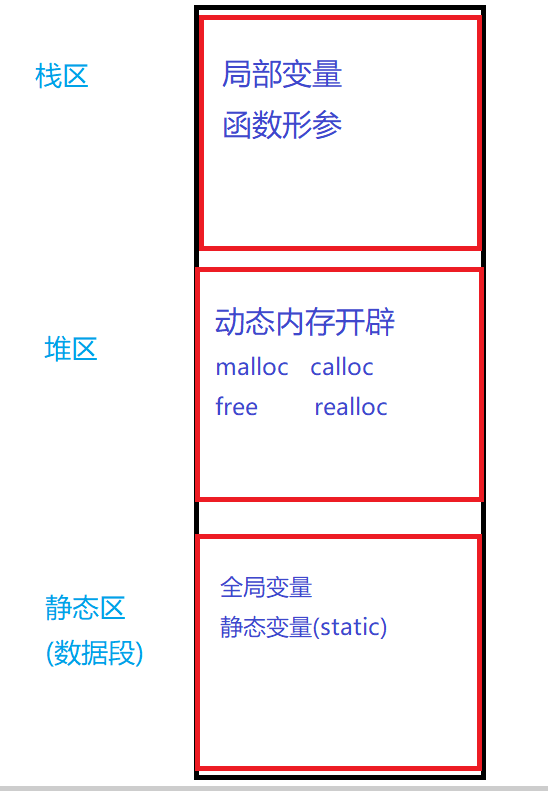 栈区
局部变量
函数形参
堆区
动态内存开辟
malloc calloc
free realloc
静态区
(数据段)
全局变量
静态变量(static)